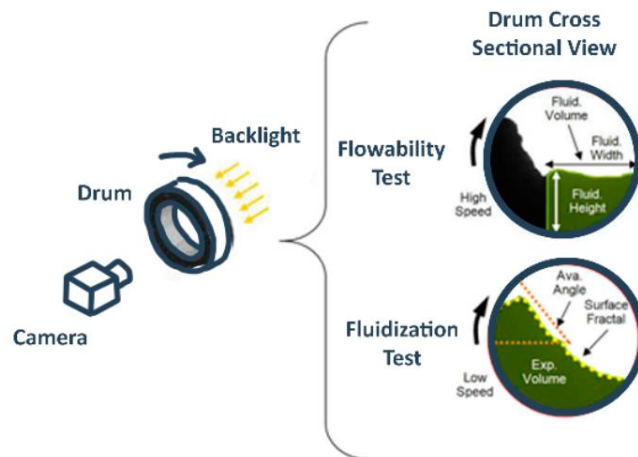 Drum Cross
Sectional View
Backlight
Drum
Camera
Flowability
Test
Fluid.
Volume
Fluid.
Width
Fluid.
Height
High
Speed
Fluidization
Test
Ava.
Angle
Surface
Fractal
Exp.
Volume
Low
Speed